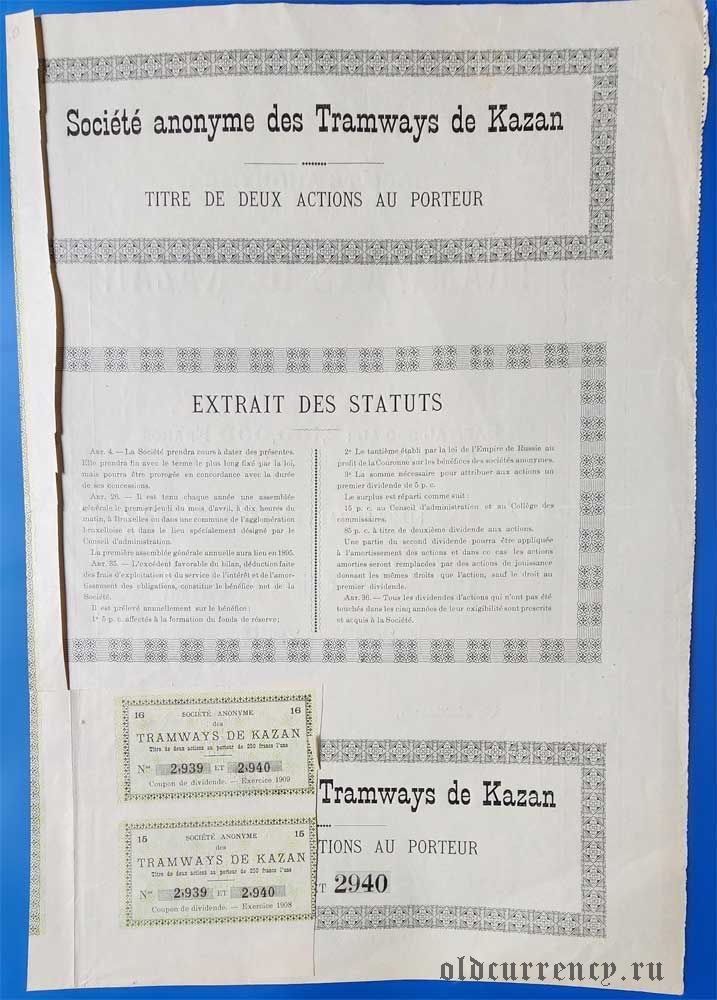 Société anonyme des Tramways de Kazan
TITRE DE DEUX ACTIONS AU PORTEUR
EXTRAIT DES STATUTS
ART. 4. — La Société prendra cours à dater des présentes.
Elle prendra fin avec le terme le plus long fixé par la loi,
mais pourra être prorogée en concordance avec la durée
de ses concessions.
ART. 26. — Il est tenu chaque année une assemblée
générale le premier jeudi du mois d'avril, à dix heures du
matin, à Bruxelles ou dans une commune de l'agglomération
bruxelloise et dans le lieu spécialement désigné par le
Conseil d'administration.
La première assemblée générale annuelle aura lieu en 1895.
ART. 35. — L'excédent favorable du bilan, déduction faite
des frais d'exploitation et du service de l'intérêt et de l'amor-
tissement des obligations, constitue le bénéfice net de la
Société.
Il est prélevé annuellement sur le bénéfice :
1° 5 p. c. affectés à la formation du fonds de réserve ;
2° Le tantième établi par la loi de l'Empire de Russie au
profit de la Couronne sur les bénéfices des sociétés anonymes.
3° La somme nécessaire pour attribuer aux actions un
premier dividende de 5 p. c.
Le surplus est réparti comme suit :
15 p. c. au Conseil d'administration et au Collège des
commissaires.
85 p. c. à titre de deuxième dividende aux actions.
Une partie du second dividende pourra être appliquée
à l'amortissement des actions et dans ce cas les actions
amorties seront remplacées par des actions de jouissance
donnant les mêmes droits que l'action, sauf le droit au
premier dividende.
ART. 36. — Tous les dividendes d'actions qui n'ont pas été
touchés dans les cinq années de leur exigibilité sont proscrits
et acquis à la Société.
16 SOCIÉTÉ ANONYME 16
des
TRAMWAYS DE KAZAN
Titre de deux actions au porteur de 250 francs l'une
Nos 2,939 ET 2,940
Coupon de dividende. — Exercice 1909
15 SOCIÉTÉ ANONYME 15
des
TRAMWAYS DE KAZAN
Titre de deux actions au porteur de 250 francs l'une
Nos 2,939 ET 2,940
Coupon de dividende. — Exercice 1908
Tramways de Kazan
TIONS AU PORTEUR
ET 2940
oldcurrency.ru